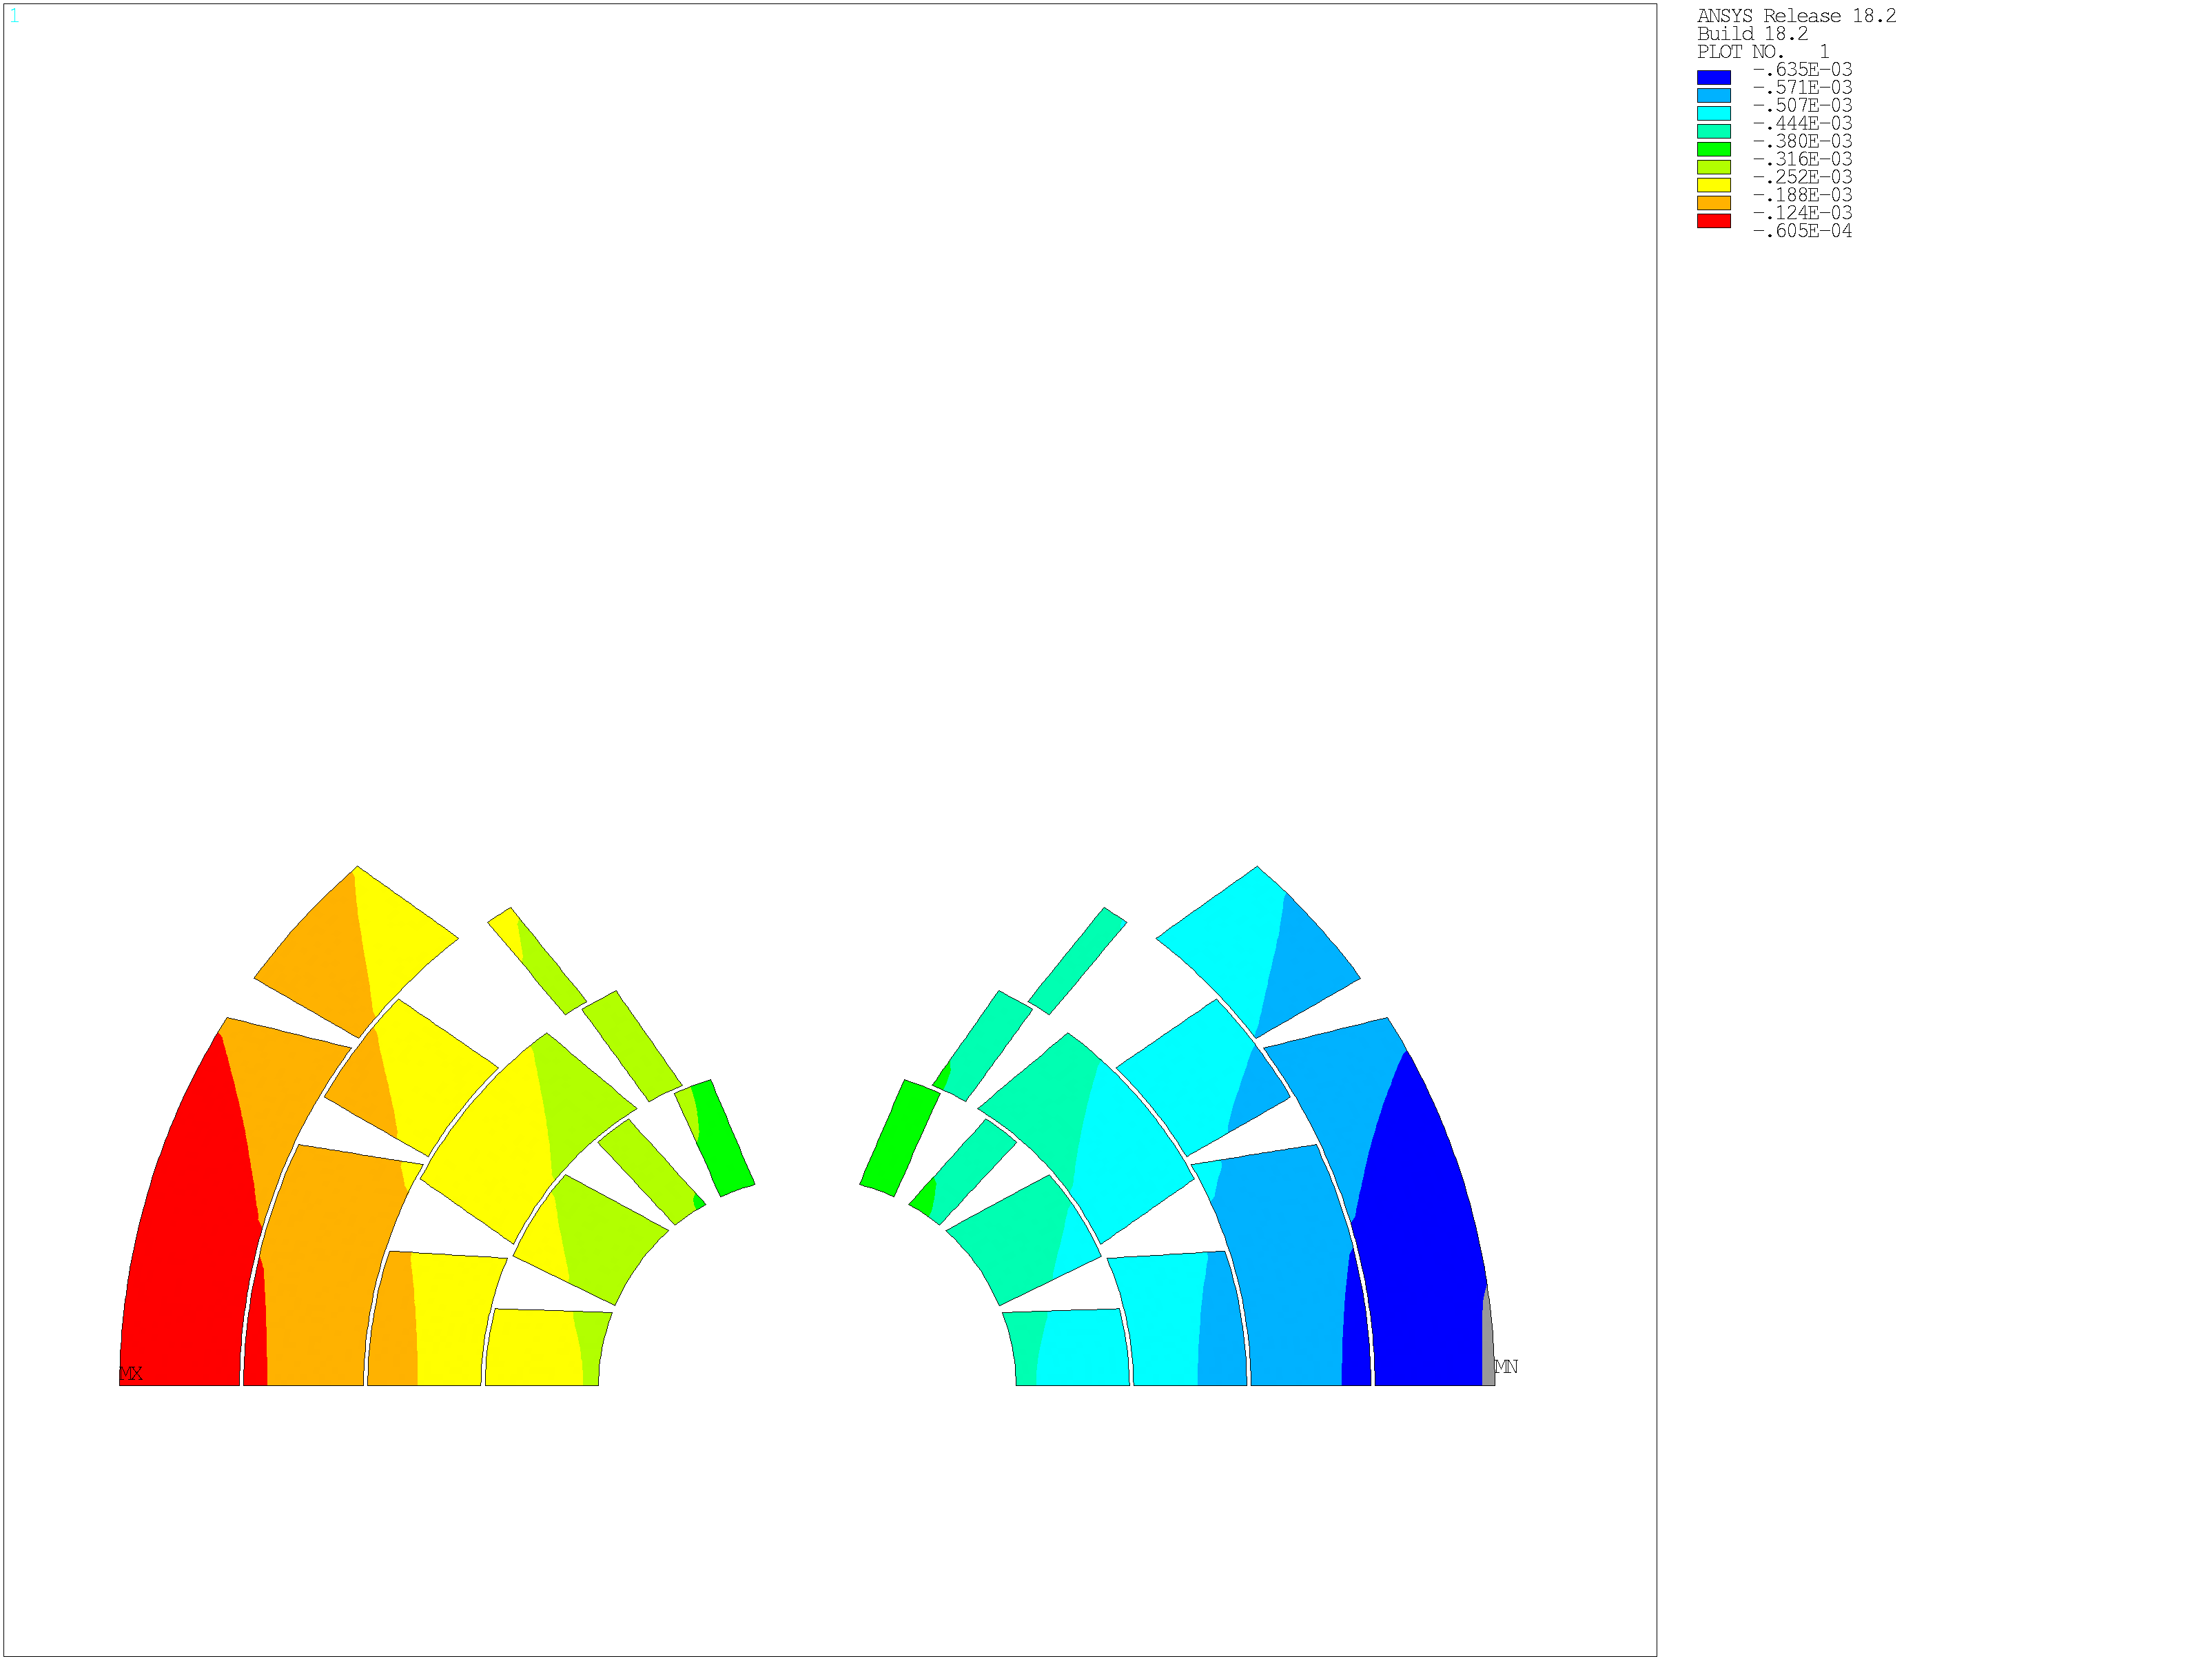 1
ANSYS Release 18.2
Build 18.2
PLOT NO.   1
-.635E-03
-.571E-03
-.507E-03
-.444E-03
-.380E-03
-.316E-03
-.252E-03
-.188E-03
-.124E-03
-.605E-04
MX
MN